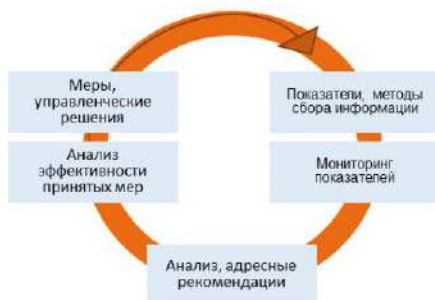 Меры,
управленческие
решения
Показатели, методы
сбора информации
Анализ
эффективности
принятых мер
Мониторинг
показателей
Анализ, адресные
рекомендации